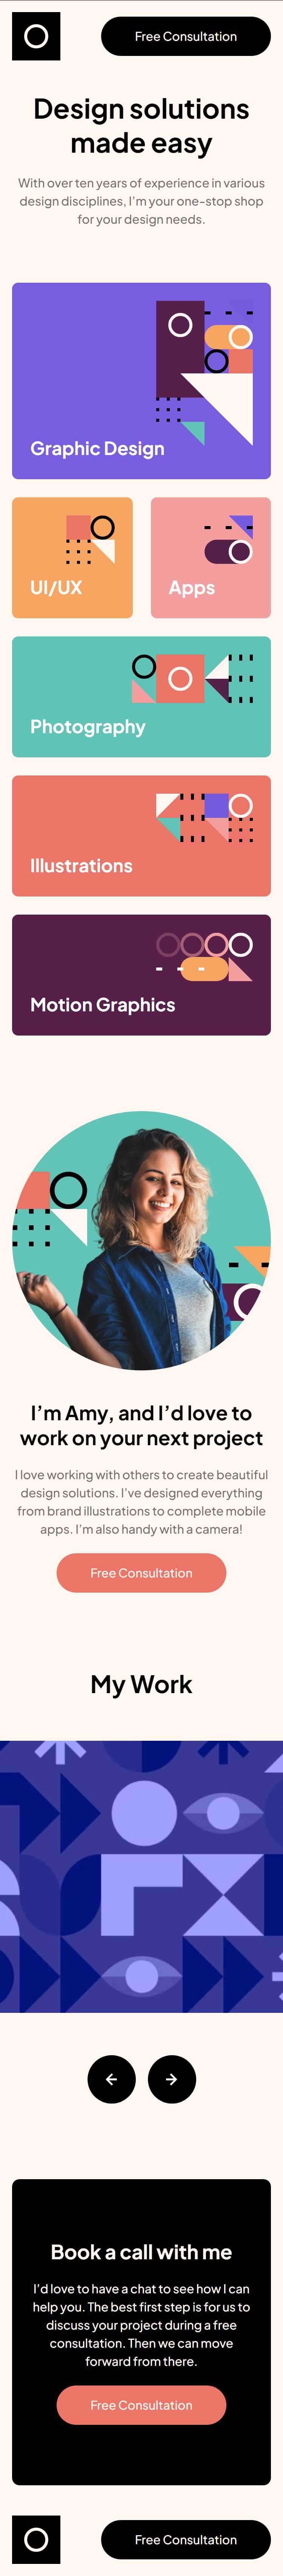 Free Consultation
Design solutions
made easy
With over ten years of experience in various
design disciplines, I’m your one-stop shop
for your design needs.
Graphic Design
UI/UX
Apps
Photography
Illustrations
Motion Graphics
I’m Amy, and I’d love to
work on your next project
I love working with others to create beautiful
design solutions. I’ve designed everything
from brand illustrations to complete mobile
apps. I’m also handy with a camera!
Free Consultation
My Work
Book a call with me
I’d love to have a chat to see how I can
help you. The best first step is for us to
discuss your project during a free
consultation. Then we can move
forward from there.
Free Consultation
Free Consultation